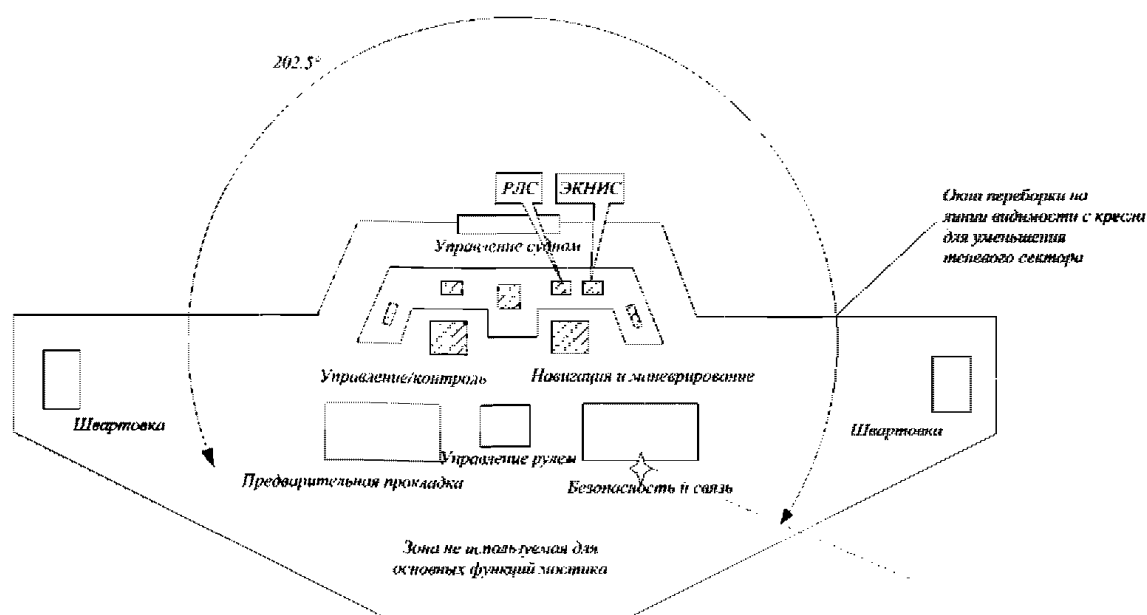 202.5°
РЛС
ЭКНИС
Управление судном
Окна переборки на
линии видимости с кресла
для уменьшения
теневого сектора
Управление/контроль
Навигация и маневрирование
Швартовка
Швартовка
Управление рулем
Предварительная прокладка
Безопасность и связь
Зона не используемая для
основных функций мостика